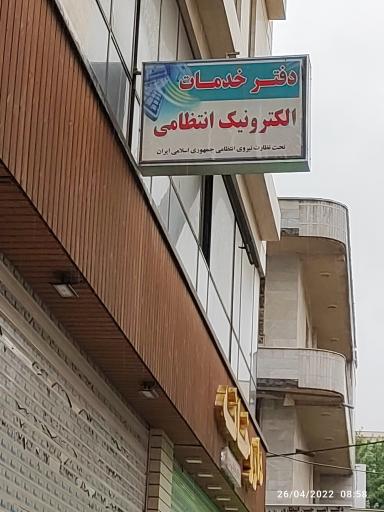 دفتر خدمات
الکترونیک انتظامی
تحت نظارت نیروی انتظامی جمهوری اسلامی ایران
26/04/2022 08:58